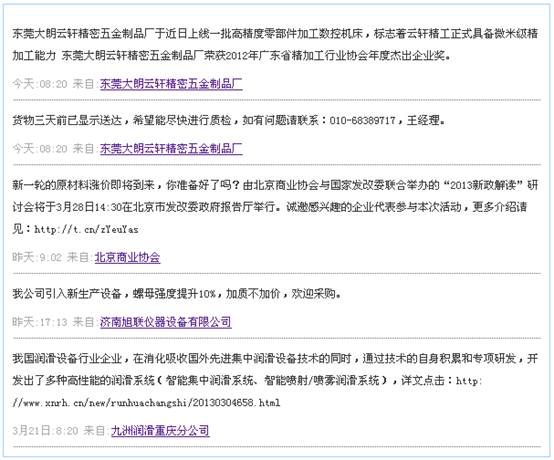 东莞大朗云轩精密五金制品厂于近日上线一批高精度零部件加工数控机床，标志着云轩精工正式具备微米级精
加工能力 东莞大朗云轩精密五金制品厂荣获2012年广东省精加工行业协会年度杰出企业奖。
今天:08:20 来自:东莞大朗云轩精密五金制品厂
货物三天前已显示送达，希望能尽快进行质检，如有问题请联系：010-68389717，王经理。
今天:08:20 来自:东莞大朗云轩精密五金制品厂
新一轮的原材料涨价即将到来，你准备好了吗？由北京商业协会与国家发改委联合举办的“2013新政解读”研
讨会将于3月28日14:30在北京市发改委政府报告厅举行。诚邀感兴趣的企业代表参与本次活动，更多介绍请
见：http://t.cn/zYeuYas
昨天:9:02 来自:北京商业协会
我公司引入新生产设备，螺母强度提升10%，加质不加价，欢迎采购。
昨天:17:13 来自:济南旭联仪器设备有限公司
我国润滑设备行业企业，在消化吸收国外先进集中润滑设备技术的同时，通过技术的自身积累和专项研发，开
发出了多种高性能的润滑系统（智能集中润滑系统、智能喷射/喷雾润滑系统），详文点击：http:
//www.xnrh.cn/new/runhuachangshi/20130304658.html
3月21日:8:20 来自:九洲润滑重庆分公司